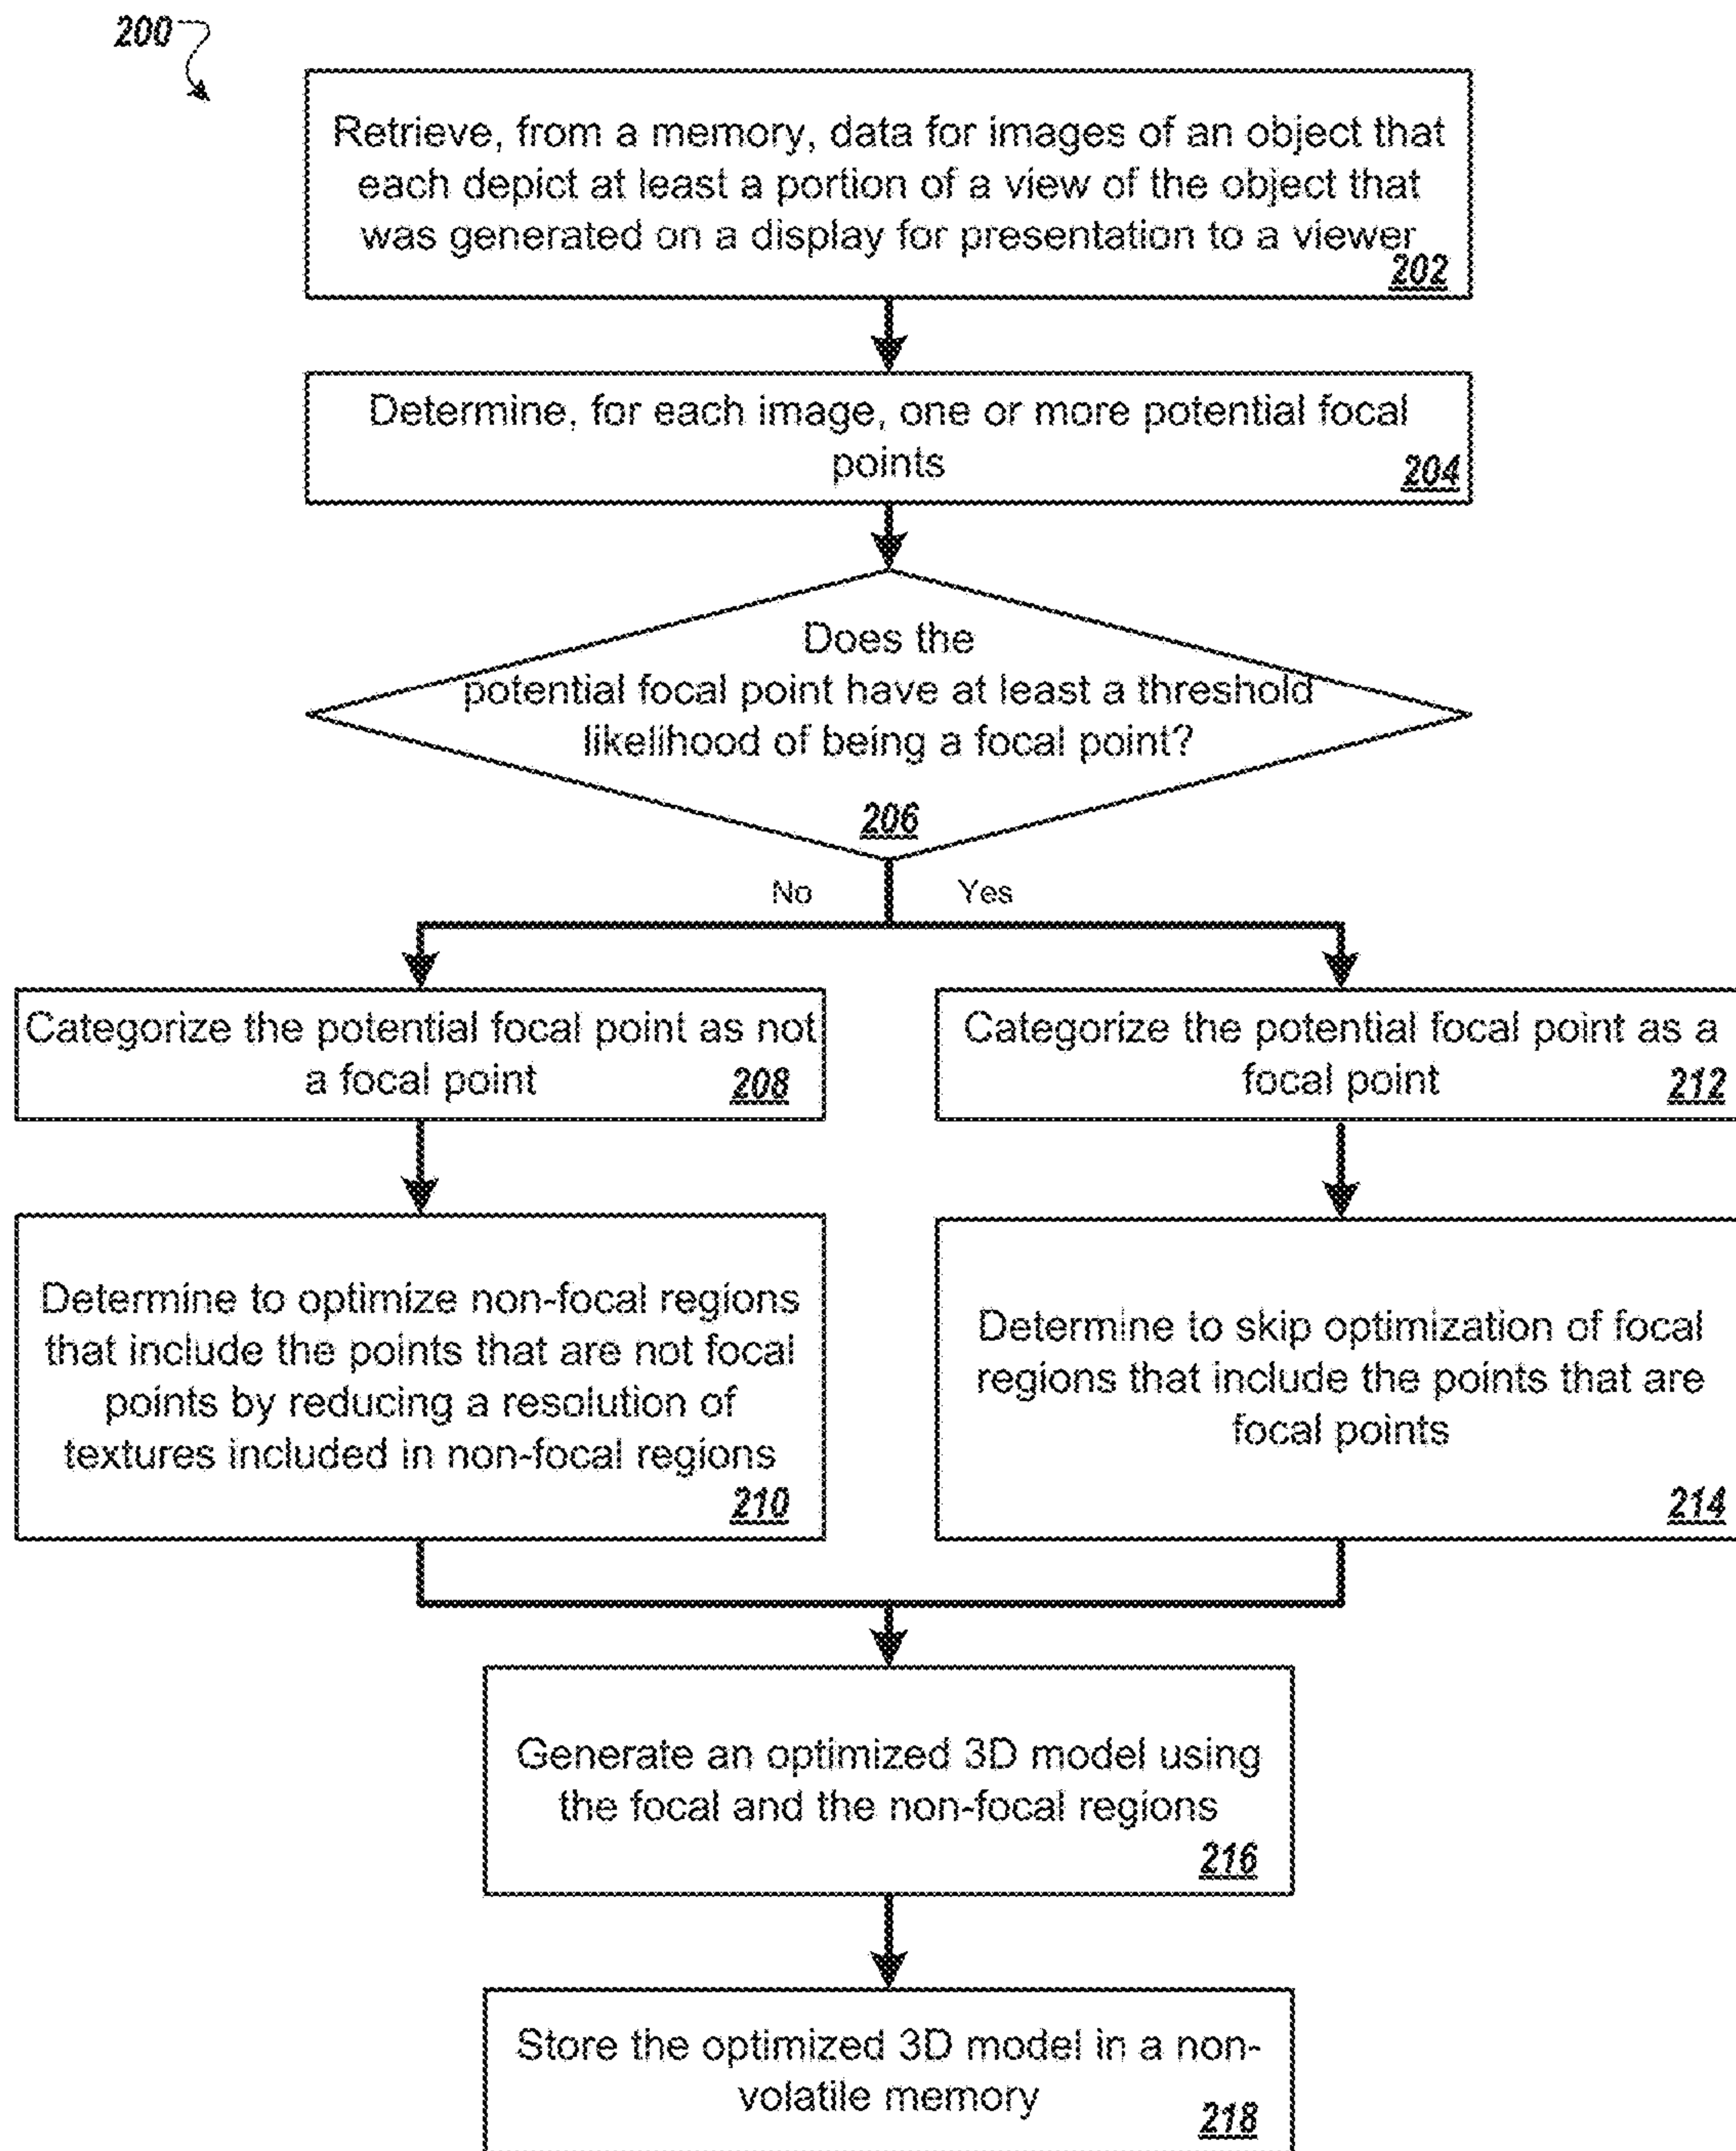 200
Retrieve, from a memory, data for images of an object that
each depict at least a portion of a view of the object that
was generated on a display for presentation to a viewer
202
Determine, for each image, one or more potential focal
points
204
Does the
potential focal point have at least a threshold
likelihood of being a focal point?
206
No
Yes
Categorize the potential focal point as not
a focal point
208
Categorize the potential focal point as a
focal point
212
Determine to optimize non-focal regions
that include the points that are not focal
points by reducing a resolution of
textures included in non-focal regions
210
Determine to skip optimization of focal
regions that include the points that are
focal points
214
Generate an optimized 3D model using
the focal and the non-focal regions
216
Store the optimized 3D model in a non-
volatile memory
218